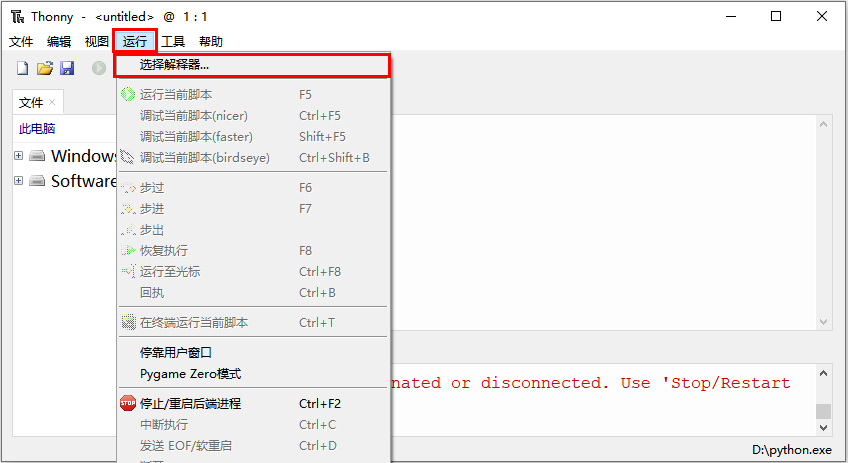 Thonny - <untitled> @ 1 : 1
文件 编辑 视图 运行 工具 帮助
选择解释器...
文件
此电脑
Windows
Software
运行当前脚本 F5
调试当前脚本(nicer) Ctrl+F5
调试当前脚本(faster) Shift+F5
调试当前脚本(birdseye) Ctrl+Shift+B
步过 F6
步进 F7
步出
恢复执行 F8
运行至光标 Ctrl+F8
回执 Ctrl+B
在终端运行当前脚本 Ctrl+T
停靠用户窗口
Pygame Zero模式
nated or disconnected. Use 'Stop/Restart
STOP 停止/重启后端进程 Ctrl+F2
中断执行 Ctrl+C
发送 EOF/软重启 Ctrl+D
D:\python.exe